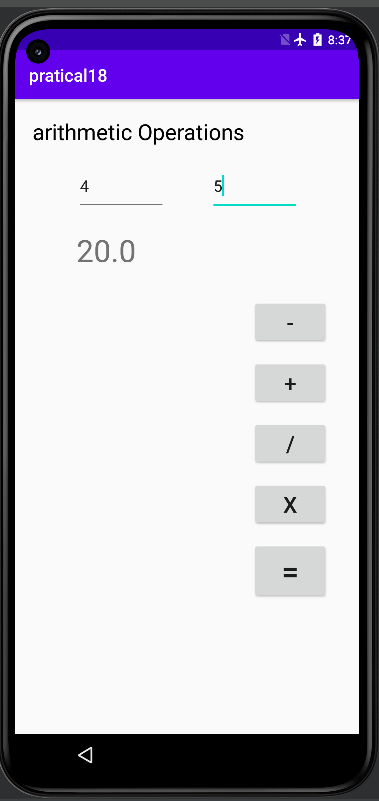 8:37
pratical18
arithmetic Operations
4 5
20.0
-
+
/
X
=